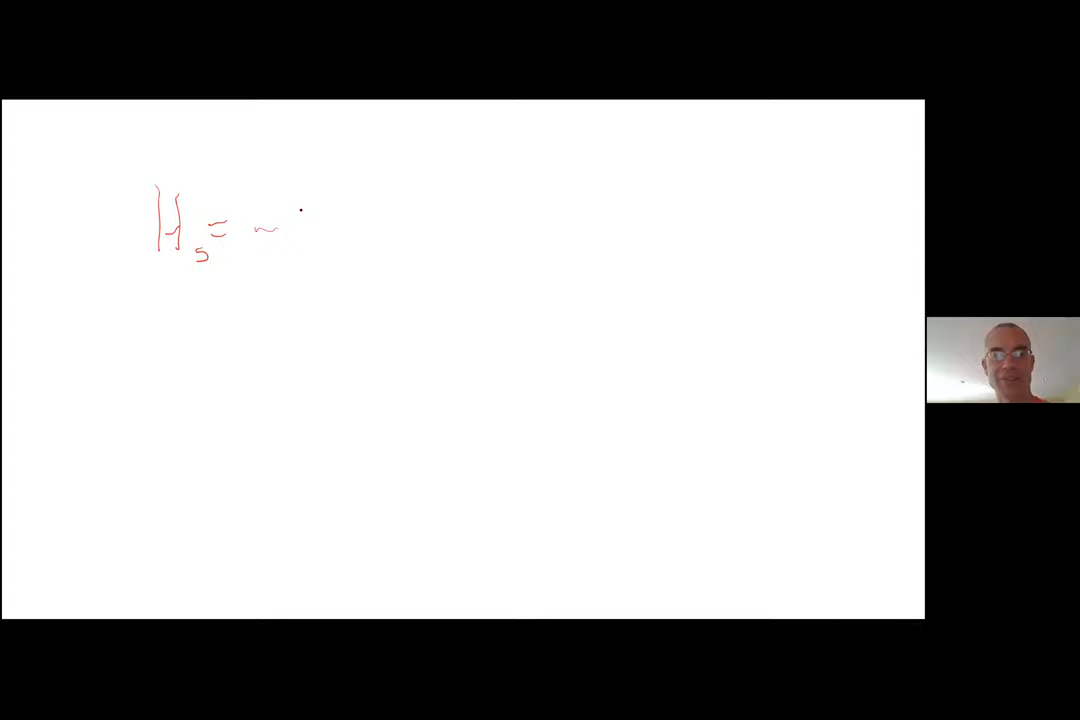 H₅ = ~